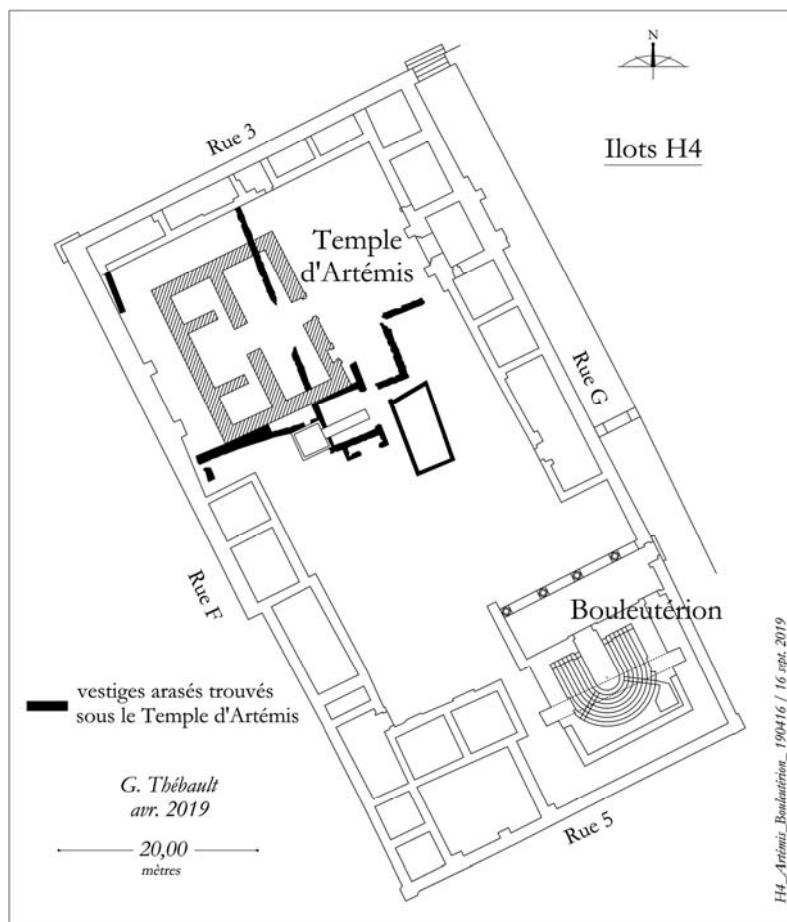 N
Ilots H4
Rue 3
Temple
d'Artémis
Rue G
Rue F
Bouleutérion
vestiges arasés trouvés
sous le Temple d'Artémis
G. Thébault
avr. 2019
20,00
mètres
Rue 5
H4_Artémis_Bouleutérion_190416 / 16 sept. 2019